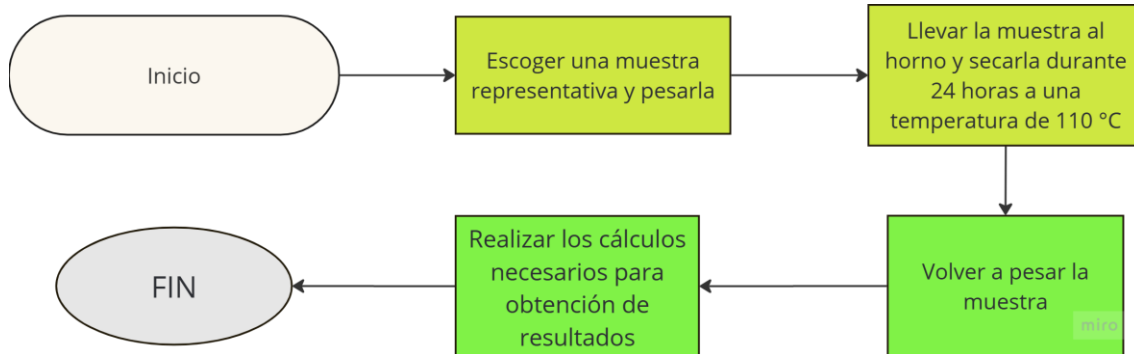 Inicio
Escoger una muestra
representativa y pesarla
Llevar la muestra al
horno y secarla durante
24 horas a una
temperatura de 110 °C
Volver a pesar la
muestra
miro
Realizar los cálculos
necesarios para
obtención de
resultados
FIN